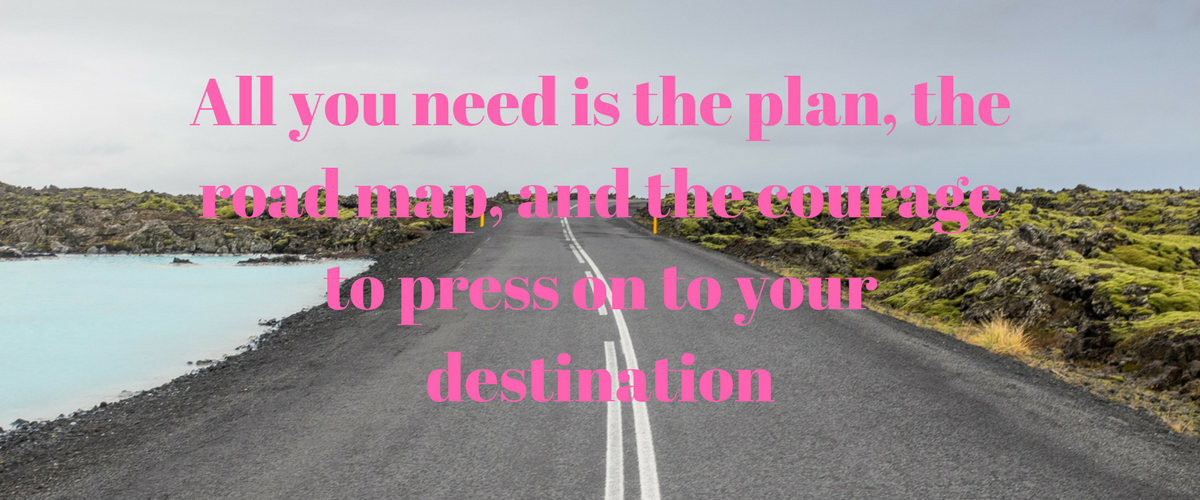 All you need is the plan, the
road map, and the courage
to press on to your
destination